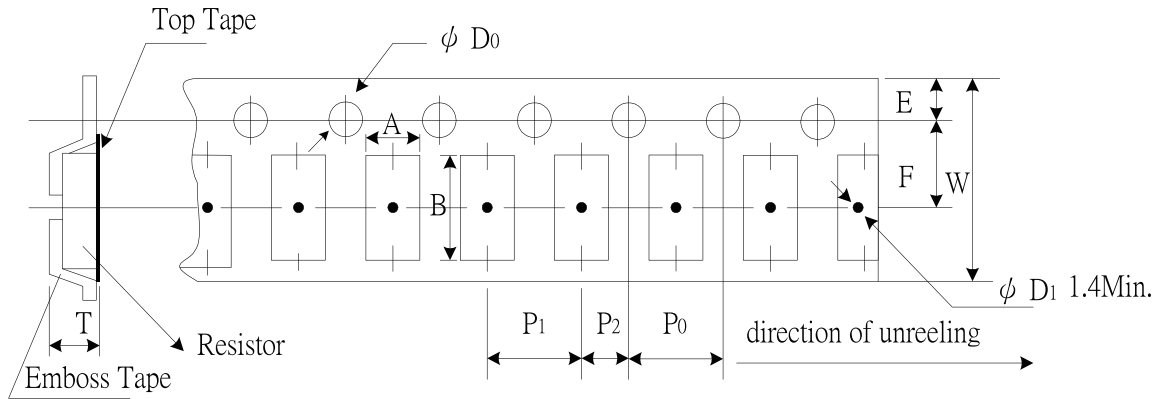 Top Tape
ϕ D0
E
A
F
W
B
ϕ D1 1.4Min.
T
P1
P2
P0
direction of unreeling
Resistor
Emboss Tape